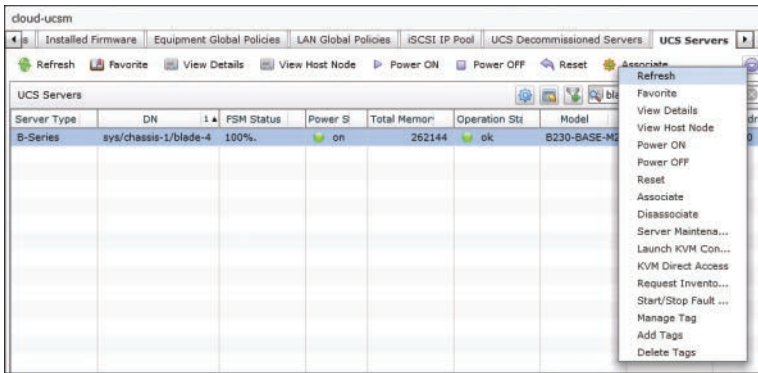 cloud-ucsm
s Installed Firmware Equipment Global Policies LAN Global Policies iSCSI IP Pool UCS Decommissioned Servers UCS Servers
Refresh Favorite View Details View Host Node Power ON Power OFF Reset Associate
UCS Servers bla
Server Type DN 1 FSM Status Power S Total Memor Operation Sta Model dr
B-Series sys/chassis-1/blade-4 100%. on 262144 ok B230-BASE-M2 0
Refresh
Favorite
View Details
View Host Node
Power ON
Power OFF
Reset
Associate
Disassociate
Server Maintena...
Launch KVM Con...
KVM Direct Access
Request Invento...
Start/Stop Fault ...
Manage Tag
Add Tags
Delete Tags